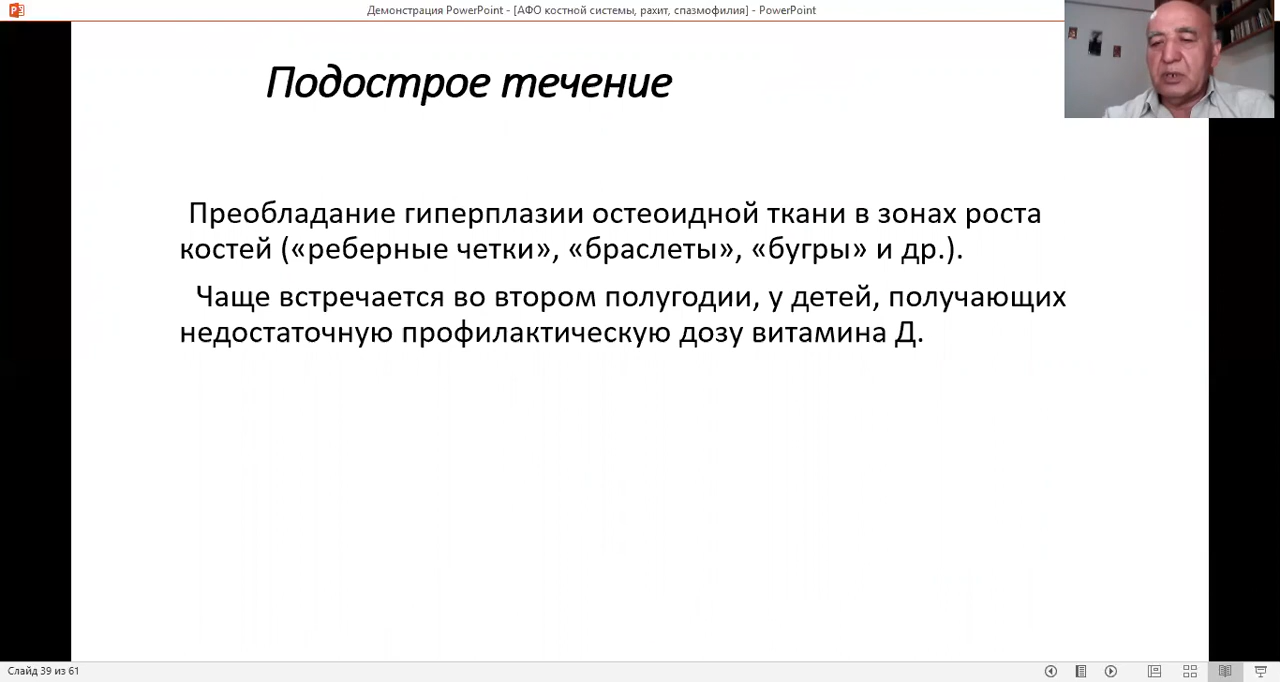 Демонстрация PowerPoint - [АФО костной системы, рахит, спазмофилия] - PowerPoint
Подострое течение
Преобладание гиперплазии остеоидной ткани в зонах роста
костей («реберные четки», «браслеты», «бугры» и др.).
Чаще встречается во втором полугодии, у детей, получающих
недостаточную профилактическую дозу витамина Д.
Слайд 39 из 61